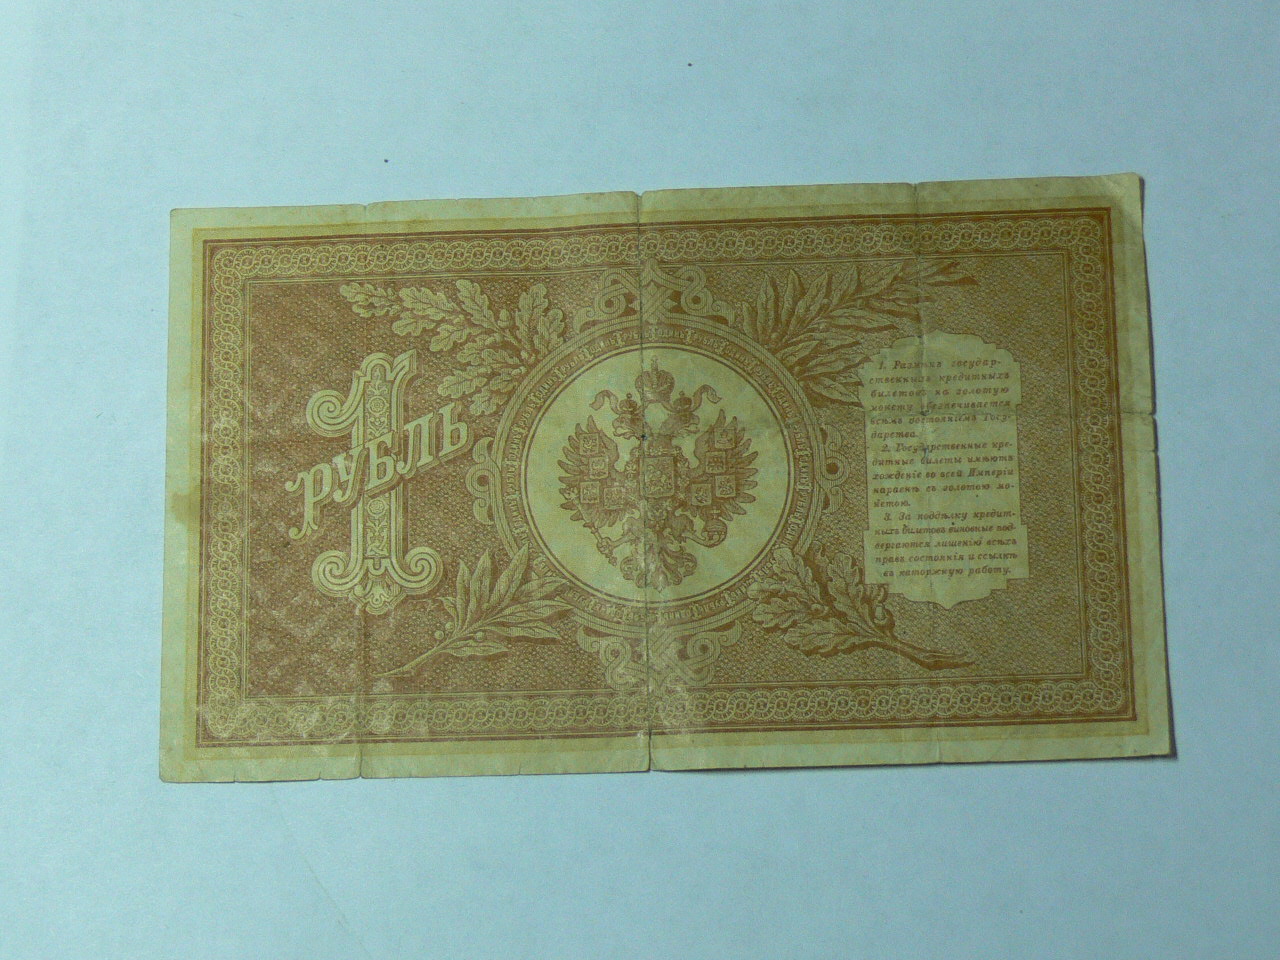 1
РУБЛЬ
1. Размѣнъ государ-
ственныхъ кредитныхъ
билетовъ на золотую
монету обезпечивается
всѣмъ достояніемъ Госу-
дарства.
2. Государственные кре-
дитные билеты имѣютъ
хожденіе во всей Имперіи
наравнѣ съ золотою мо-
нетою.
3. За поддѣлку кредит-
ныхъ билетовъ виновные под-
вергаются лишенію всѣхъ
правъ состоянія и ссылкѣ
въ каторжную работу.